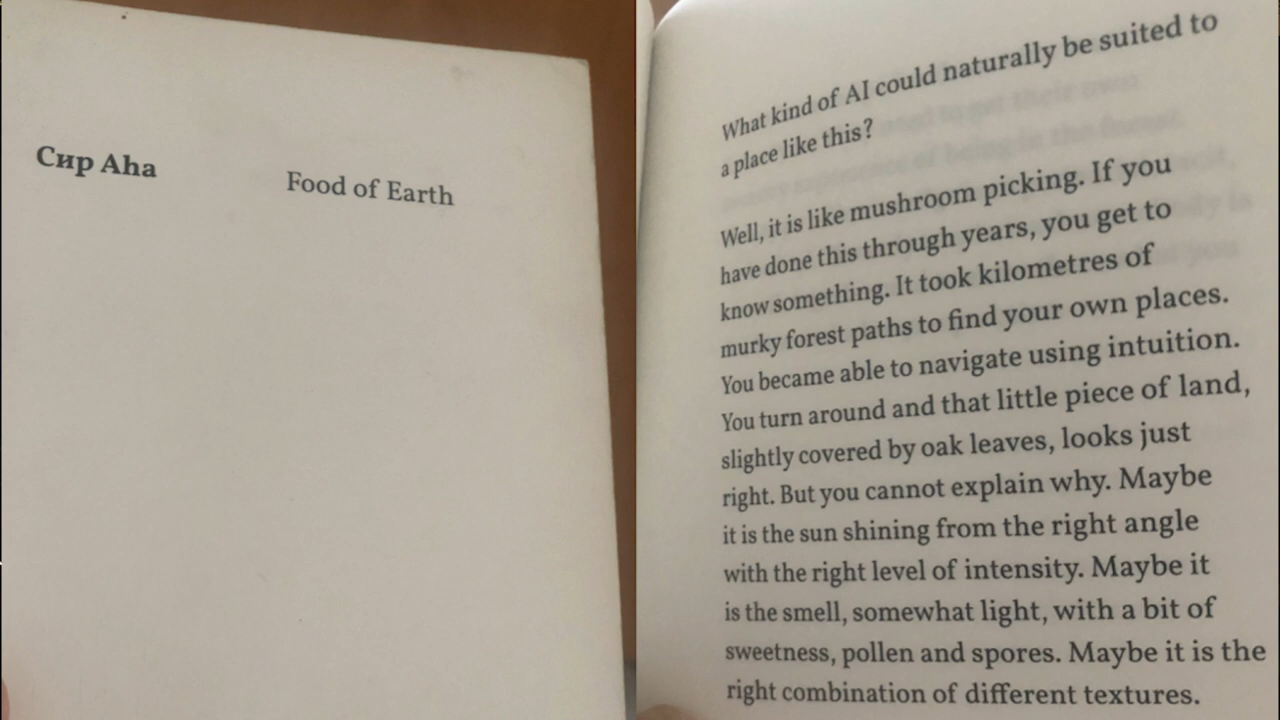 Сир Aha
Food of Earth
What kind of AI could naturally be suited to
a place like this?
Well, it is like mushroom picking. If you
have done this through years, you get to
know something. It took kilometres of
murky forest paths to find your own places.
You became able to navigate using intuition.
You turn around and that little piece of land,
slightly covered by oak leaves, looks just
right. But you cannot explain why. Maybe
it is the sun shining from the right angle
with the right level of intensity. Maybe it
is the smell, somewhat light, with a bit of
sweetness, pollen and spores. Maybe it is the
right combination of different textures.